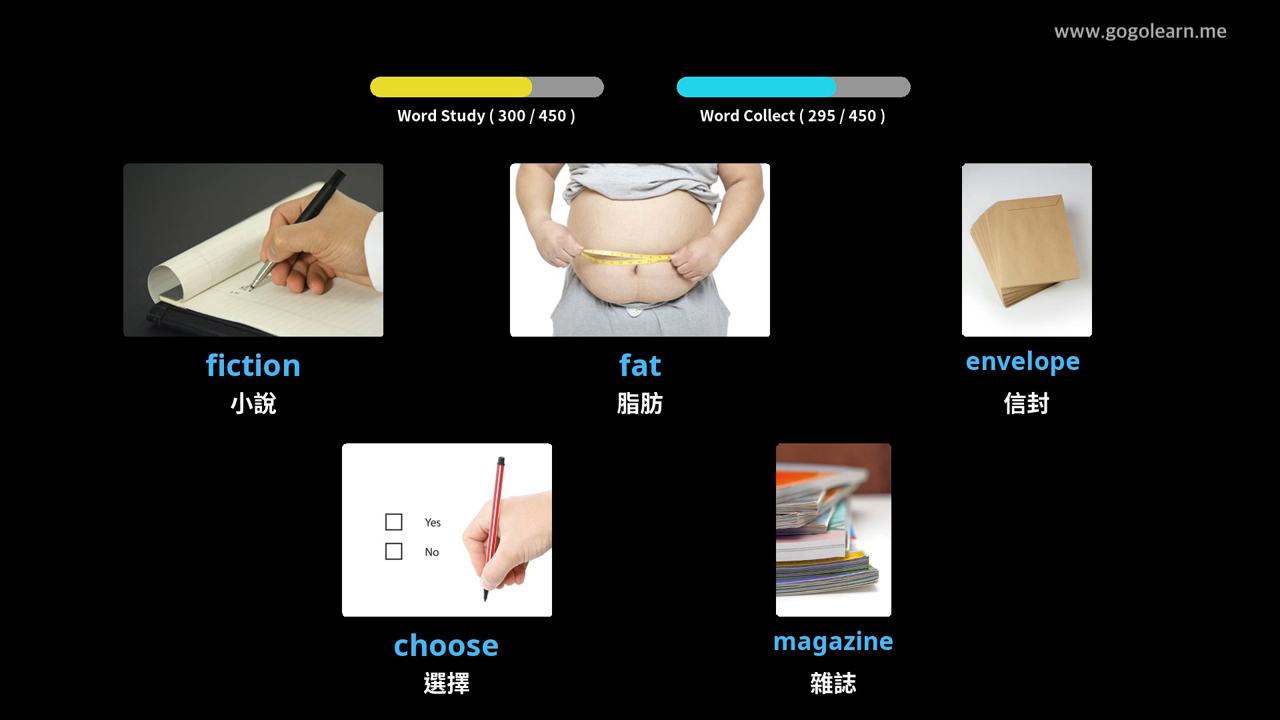 www.gogolearn.me
Word Study ( 300 / 450 )
Word Collect ( 295 / 450 )
fiction
小說
fat
脂肪
envelope
信封
Yes
No
choose
選擇
magazine
雜誌